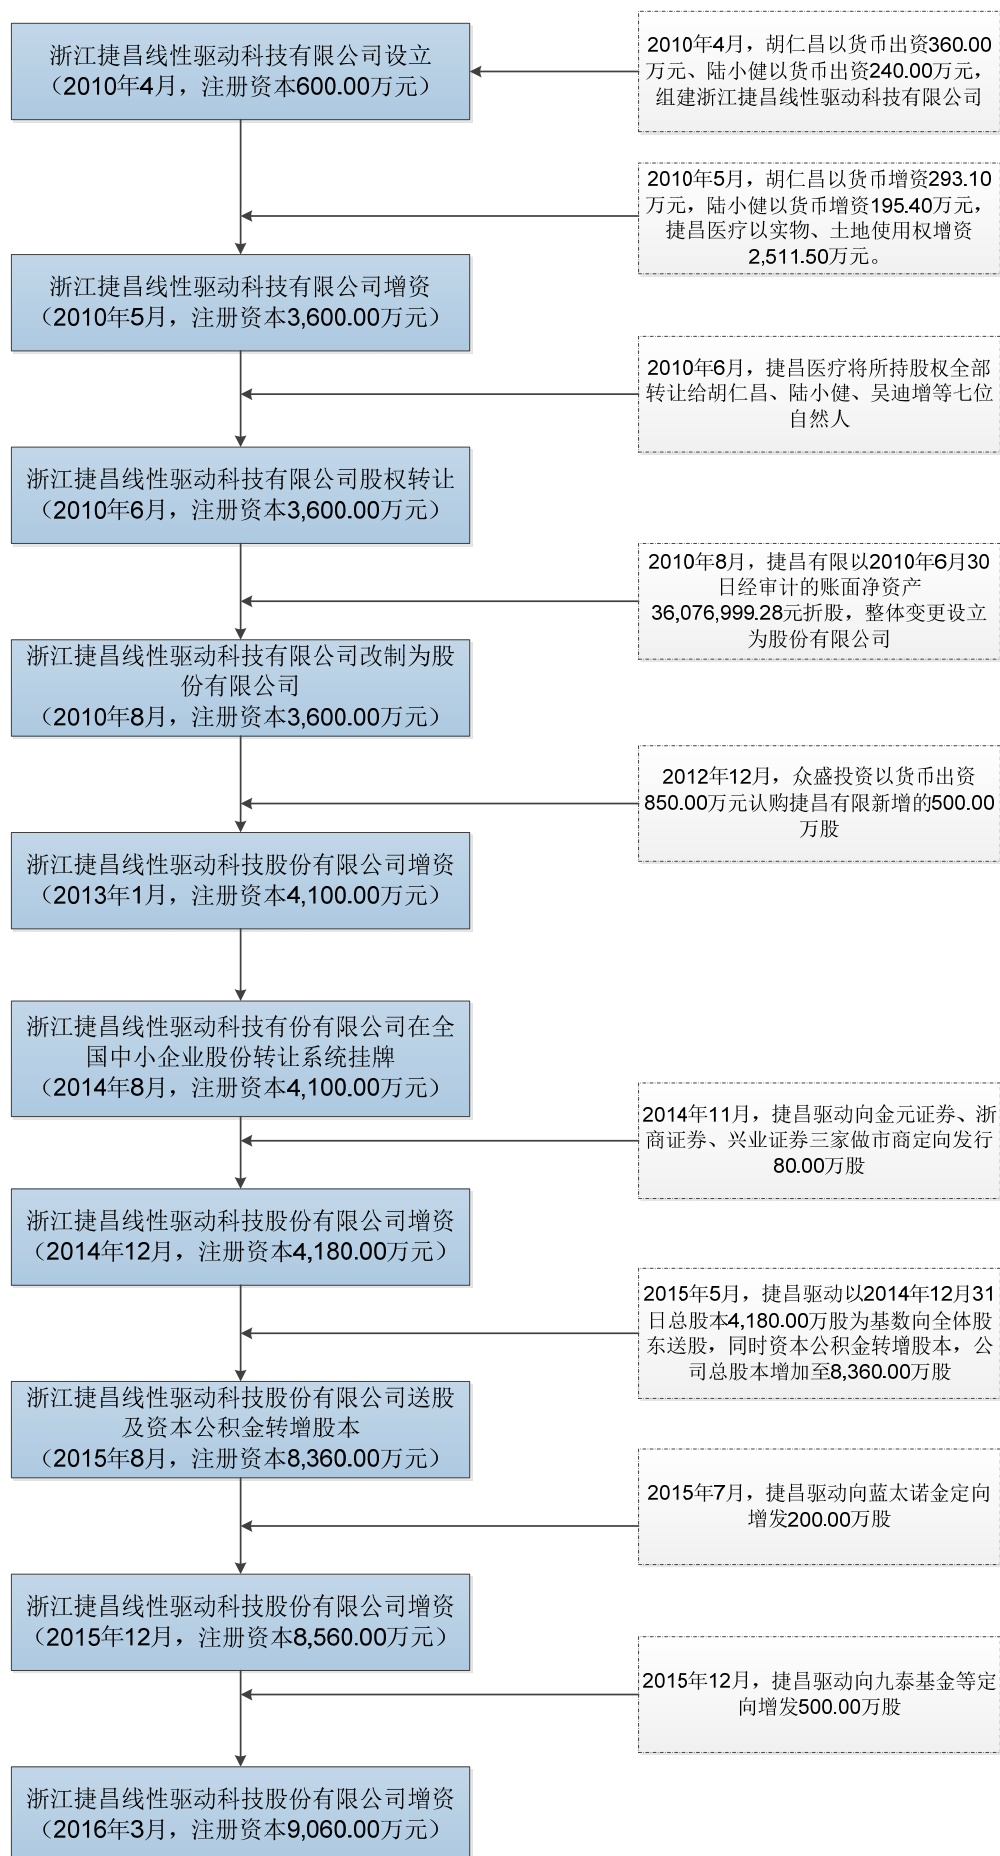 浙江捷昌线性驱动科技有限公司设立
（2010年4月，注册资本600.00万元）
2010年4月，胡仁昌以货币出资360.00
万元、陆小健以货币出资240.00万元，
组建浙江捷昌线性驱动科技有限公司
2010年5月，胡仁昌以货币增资293.10
万元，陆小健以货币增资195.40万元，
捷昌医疗以实物、土地使用权增资
2,511.50万元。
浙江捷昌线性驱动科技有限公司增资
（2010年5月，注册资本3,600.00万元）
2010年6月，捷昌医疗将所持股权全部
转让给胡仁昌、陆小健、吴迪增等七位
自然人
浙江捷昌线性驱动科技有限公司股权转让
（2010年6月，注册资本3,600.00万元）
2010年8月，捷昌有限以2010年6月30
日经审计的账面净资产
36,076,999.28元折股，整体变更设立
为股份有限公司
浙江捷昌线性驱动科技有限公司改制为股
份有限公司
（2010年8月，注册资本3,600.00万元）
2012年12月，众盛投资以货币出资
850.00万元认购捷昌有限新增的500.00
万股
浙江捷昌线性驱动科技股份有限公司增资
（2013年1月，注册资本4,100.00万元）
浙江捷昌线性驱动科技有份有限公司在全
国中小企业股份转让系统挂牌
（2014年8月，注册资本4,100.00万元）
2014年11月，捷昌驱动向金元证券、浙
商证券、兴业证券三家做市商定向发行
80.00万股
浙江捷昌线性驱动科技股份有限公司增资
（2014年12月，注册资本4,180.00万元）
2015年5月，捷昌驱动以2014年12月31
日总股本4,180.00万股为基数向全体股
东送股，同时资本公积金转增股本，公
司总股本增加至8,360.00万股
浙江捷昌线性驱动科技股份有限公司送股
及资本公积金转增股本
（2015年8月，注册资本8,360.00万元）
2015年7月，捷昌驱动向蓝太诺金定向
增发200.00万股
浙江捷昌线性驱动科技股份有限公司增资
（2015年12月，注册资本8,560.00万元）
2015年12月，捷昌驱动向九泰基金等定
向增发500.00万股
浙江捷昌线性驱动科技股份有限公司增资
（2016年3月，注册资本9,060.00万元）